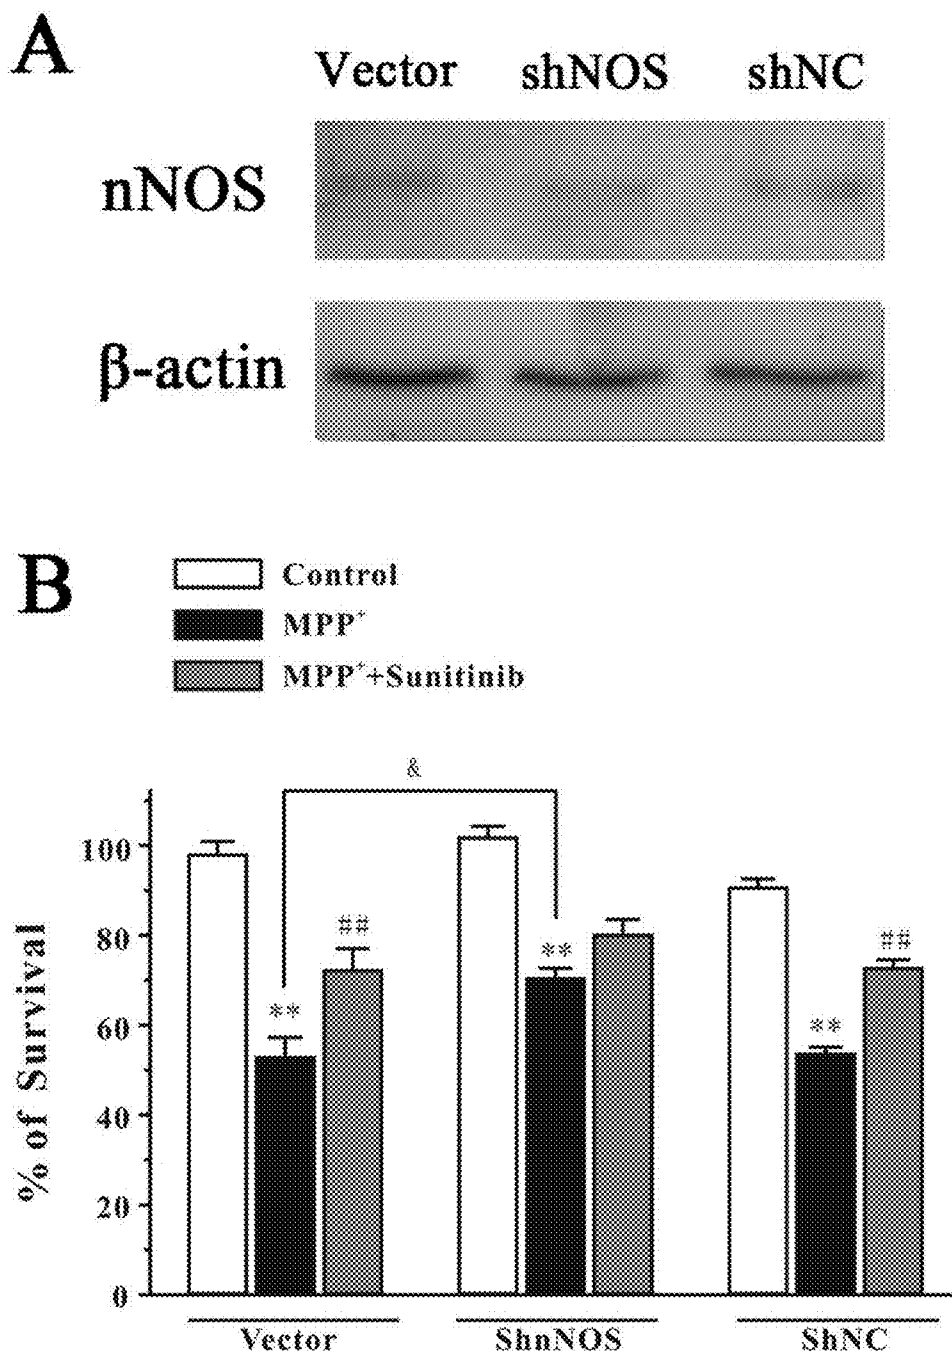 A
Vector shNOS shNC
nNOS
β-actin
B
Control
MPP⁺
MPP⁺+Sunitinib
&
100
80
60
40
20
0
% of Survival
**
##
**
**
##
Vector ShnNOS ShNC